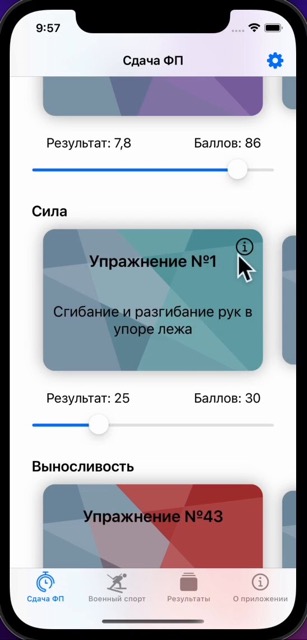 9:57
Сдача ФП
Результат: 7,8 Баллов: 86
Сила
Упражнение №1
Сгибание и разгибание рук в
упоре лежа
Результат: 25 Баллов: 30
Выносливость
Упражнение №43
Сдача ФП Военный спорт Результаты О приложении